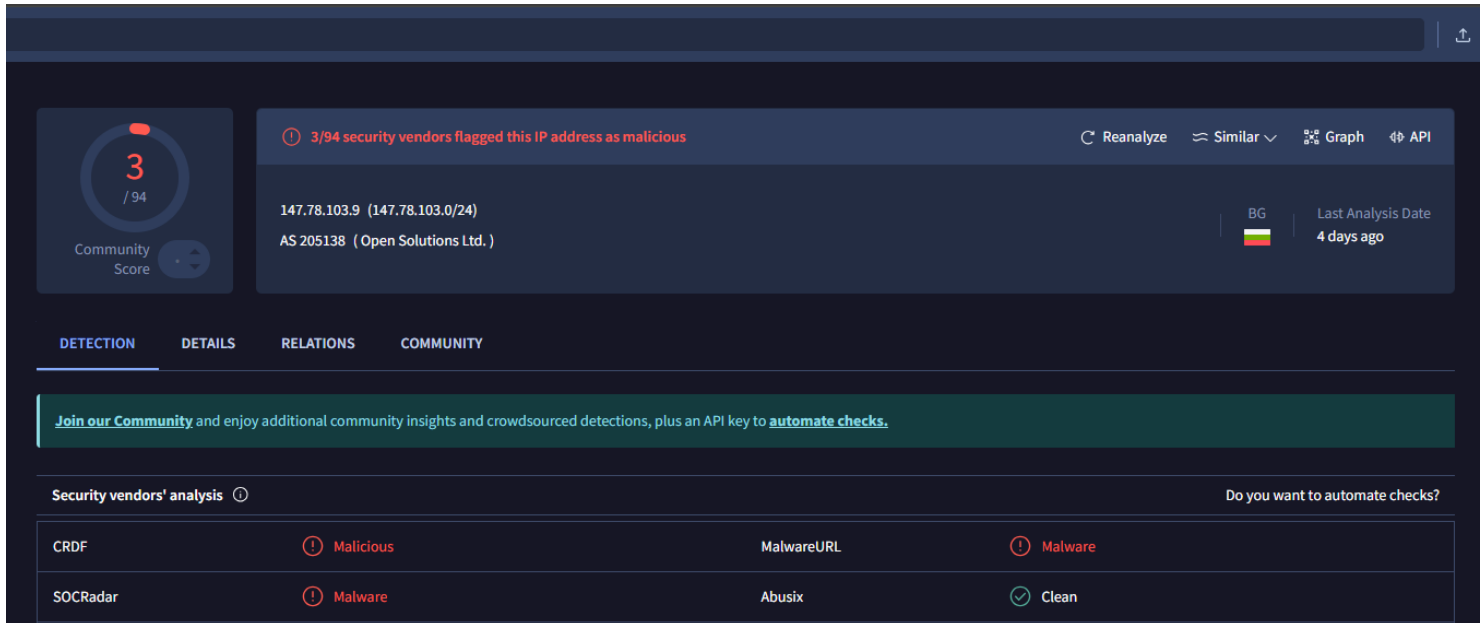 3
/ 94
Community
Score
3/94 security vendors flagged this IP address as malicious
Reanalyze
Similar
Graph
API
147.78.103.9 (147.78.103.0/24)
AS 205138 ( Open Solutions Ltd. )
BG
Last Analysis Date
4 days ago
DETECTION
DETAILS
RELATIONS
COMMUNITY
Join our Community and enjoy additional community insights and crowdsourced detections, plus an API key to automate checks.
Security vendors' analysis
Do you want to automate checks?
CRDF
Malicious
MalwareURL
Malware
SOCRadar
Malware
Abusix
Clean